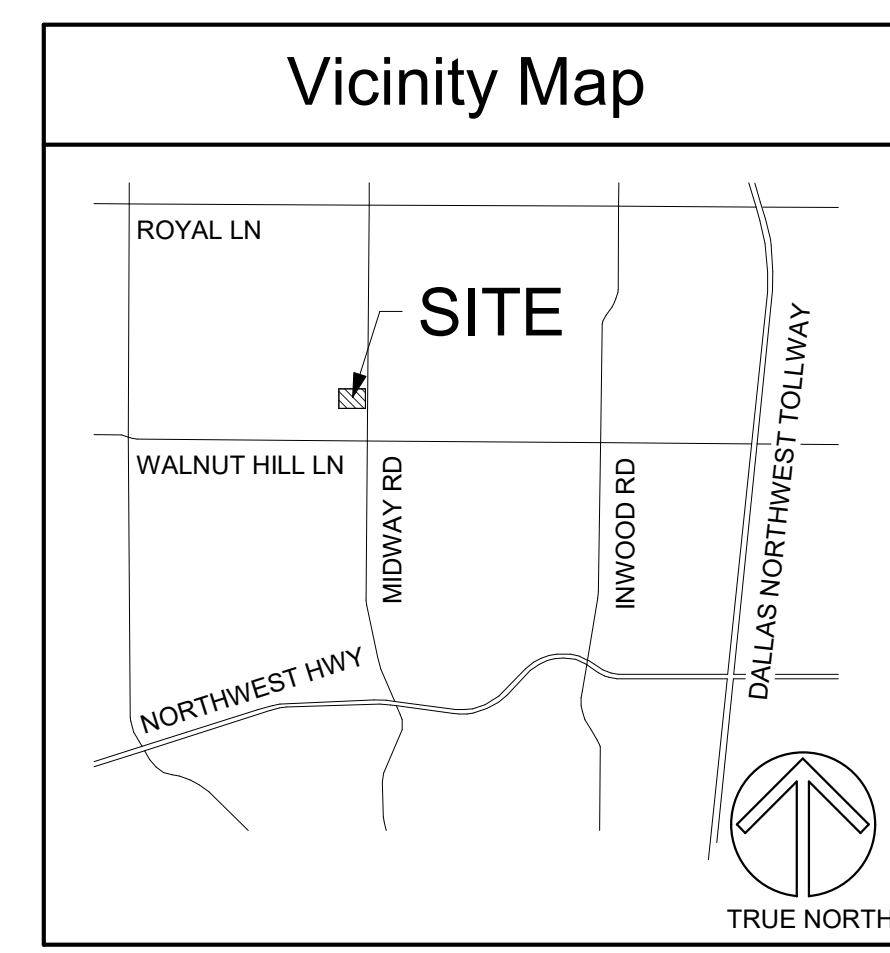 Vicinity Map
ROYAL LN
SITE
WALNUT HILL LN
MIDWAY RD
INWOOD RD
DALLAS NORTHWEST TOLLWAY
NORTHWEST HWY
TRUE NORTH